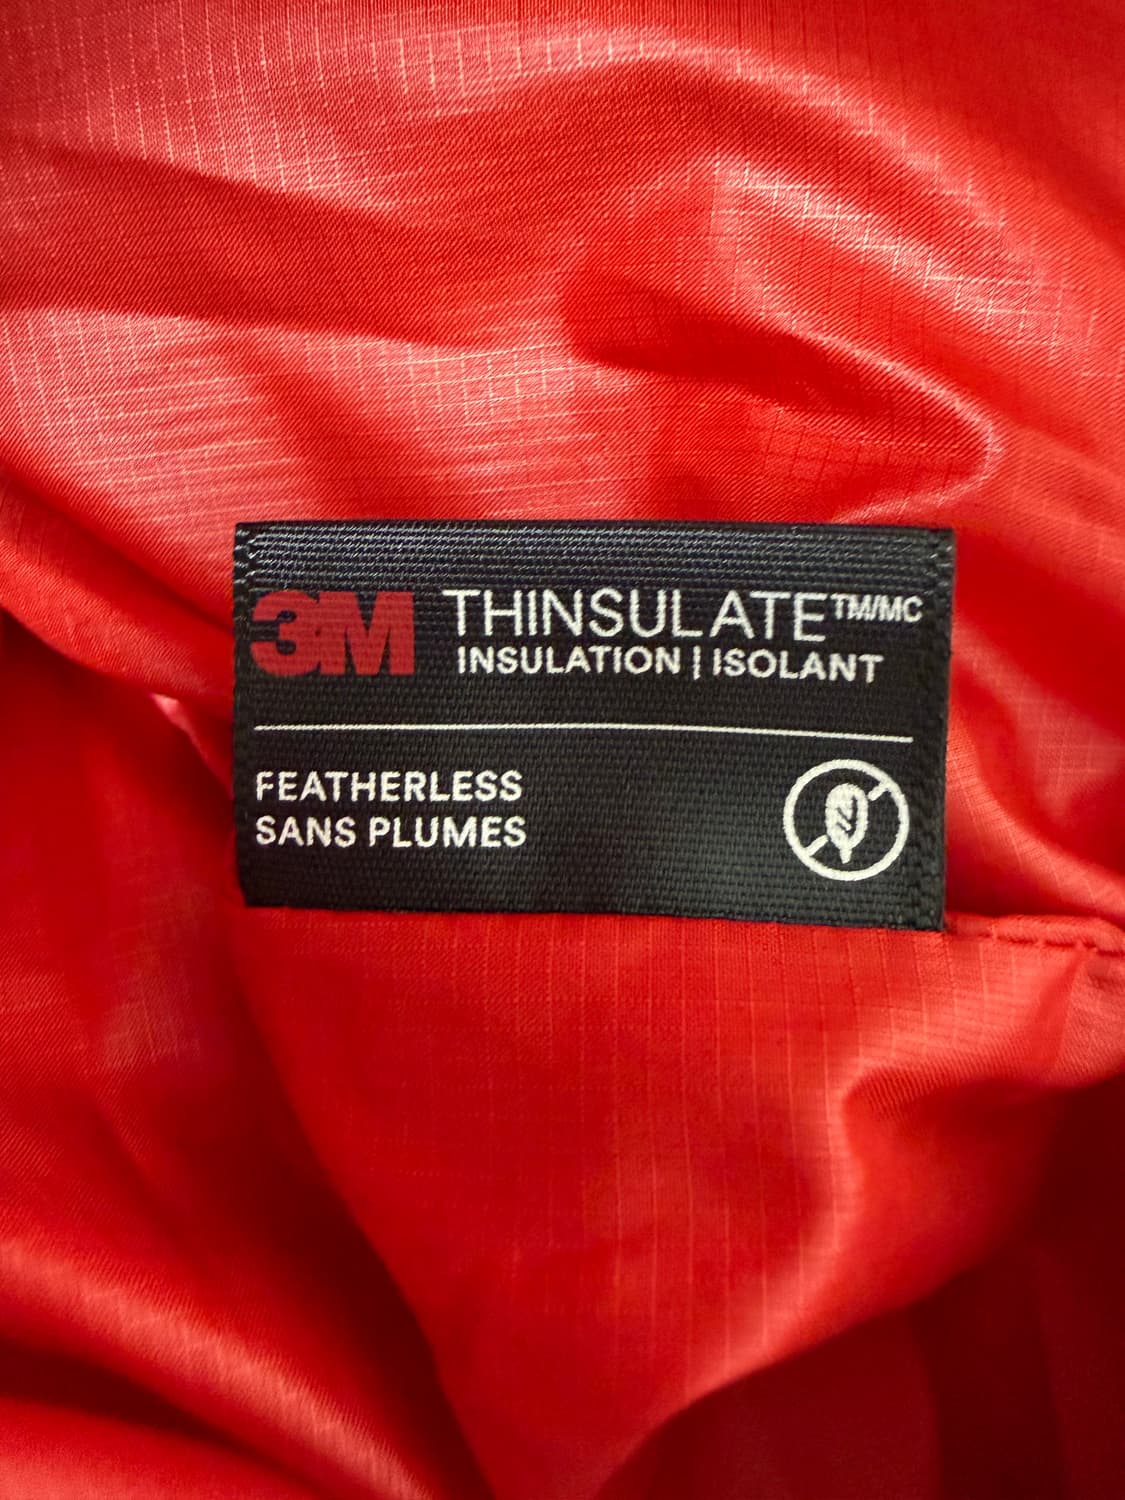 3M THINSULATE™/MC
INSULATION | ISOLANT
FEATHERLESS
SANS PLUMES